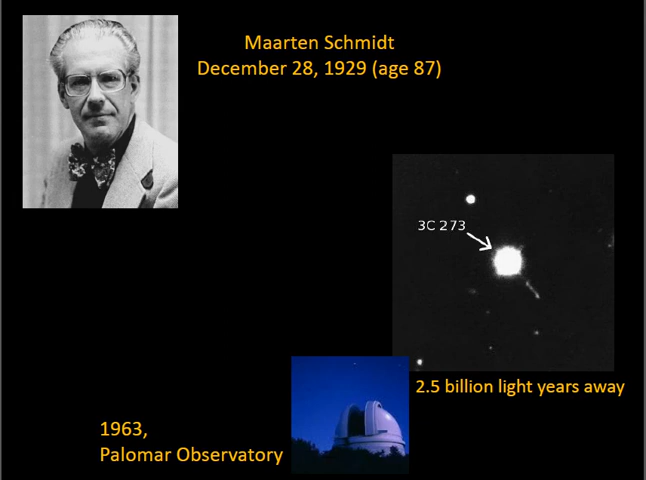 Maarten Schmidt
December 28, 1929 (age 87)
3C 273
2.5 billion light years away
1963,
Palomar Observatory